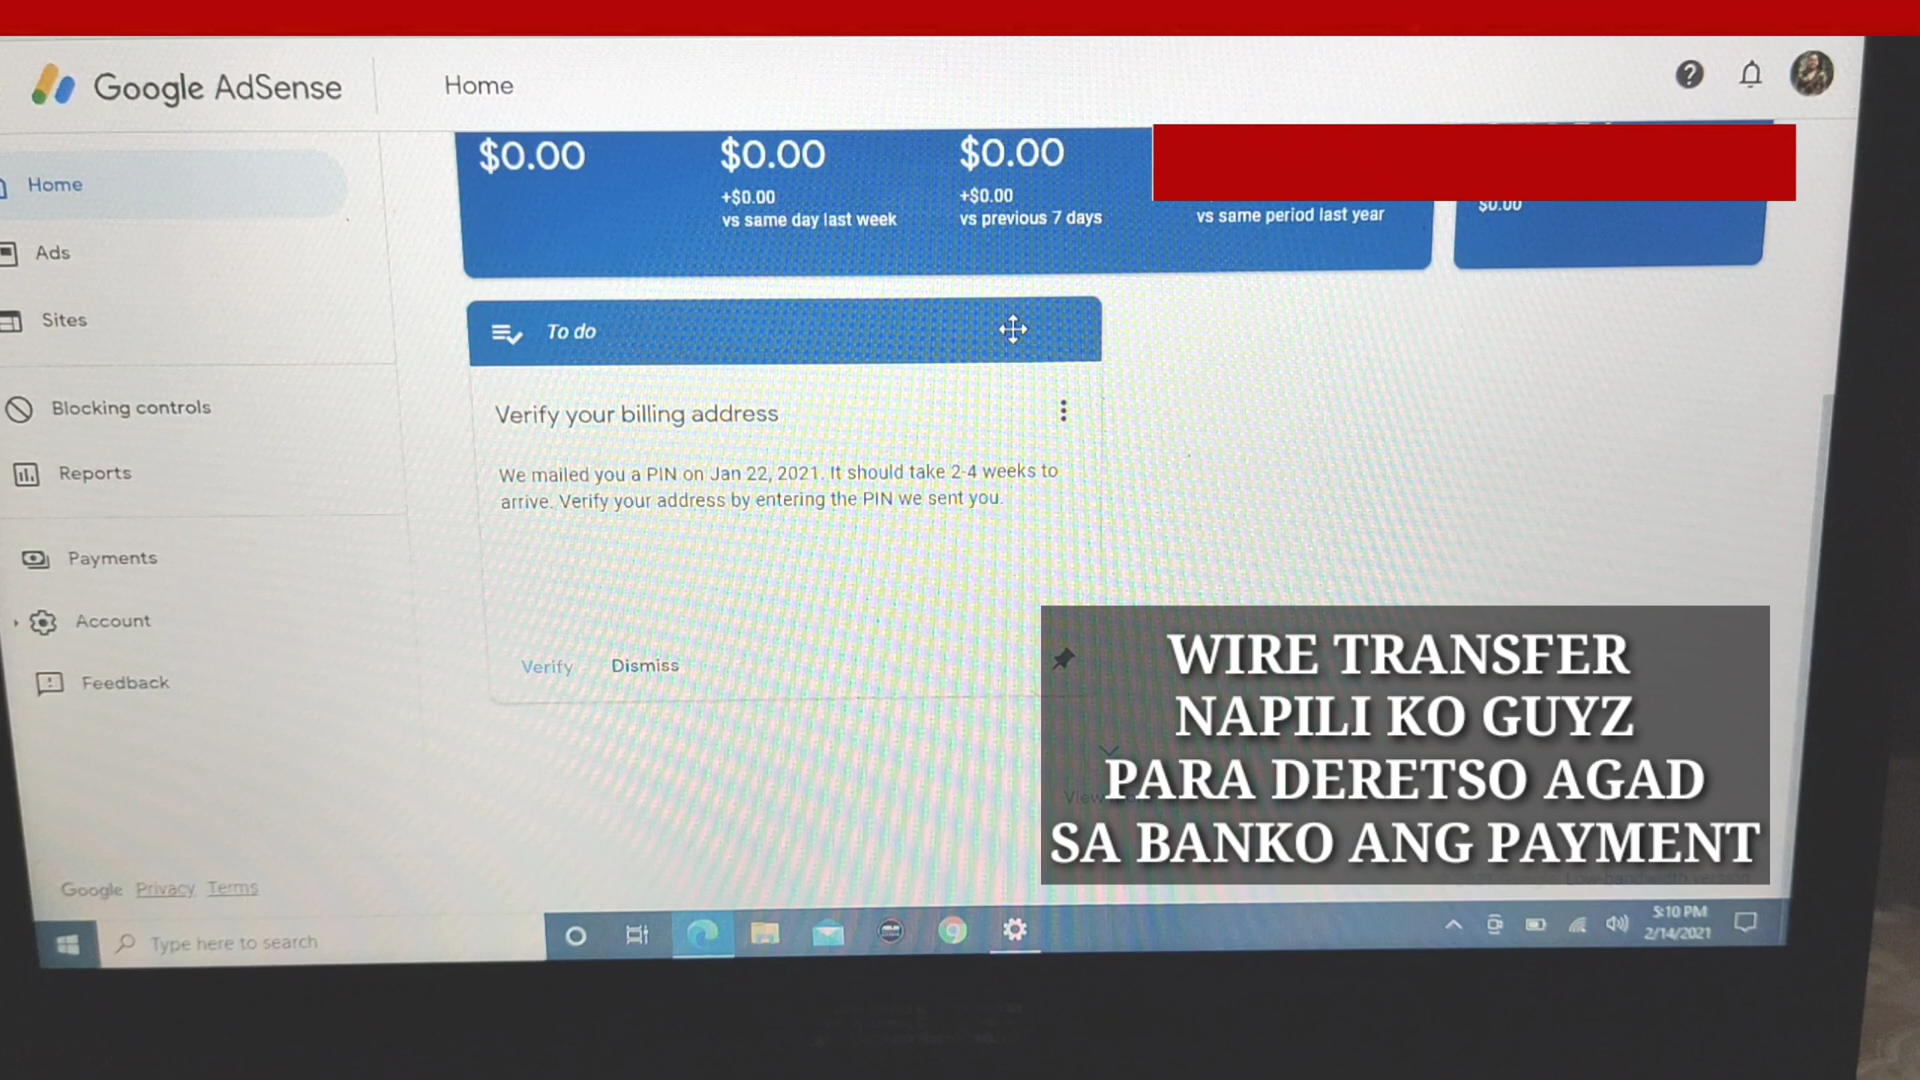 Google AdSense
Home
$0.00
$0.00
$0.00
+$0.00
+$0.00
vs same day last week
vs previous 7 days
vs same period last year
$0.00
Home
Ads
Sites
Blocking controls
Reports
Payments
Account
Feedback
To do
Verify your billing address
We mailed you a PIN on Jan 22, 2021. It should take 2-4 weeks to
arrive. Verify your address by entering the PIN we sent you.
Verify
Dismiss
View
WIRE TRANSFER
NAPILI KO GUYZ
PARA DERETSO AGAD
SA BANKO ANG PAYMENT
Google Privacy Terms
Type here to search
5:10 PM
2/14/2021